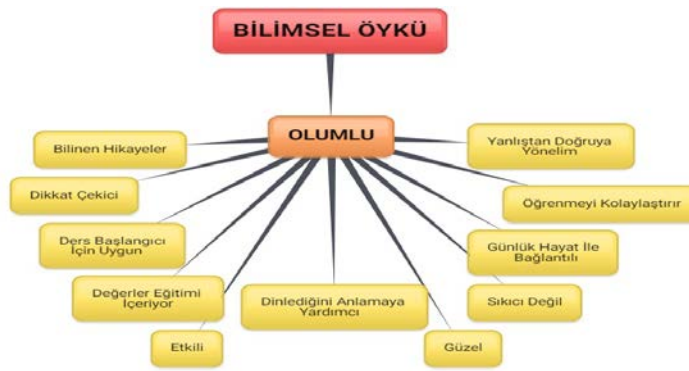 BİLİMSEL ÖYKÜ
OLUMLU
Bilinen Hikayeler
Dikkat Çekici
Ders Başlangıcı
İçin Uygun
Değerler Eğitimi
İçeriyor
Etkili
Dinlediğini Anlamaya
Yardımcı
Güzel
Sıkıcı Değil
Günlük Hayat İle
Bağlantılı
Öğrenmeyi Kolaylaştırır
Yanlıştan Doğruya
Yönelim